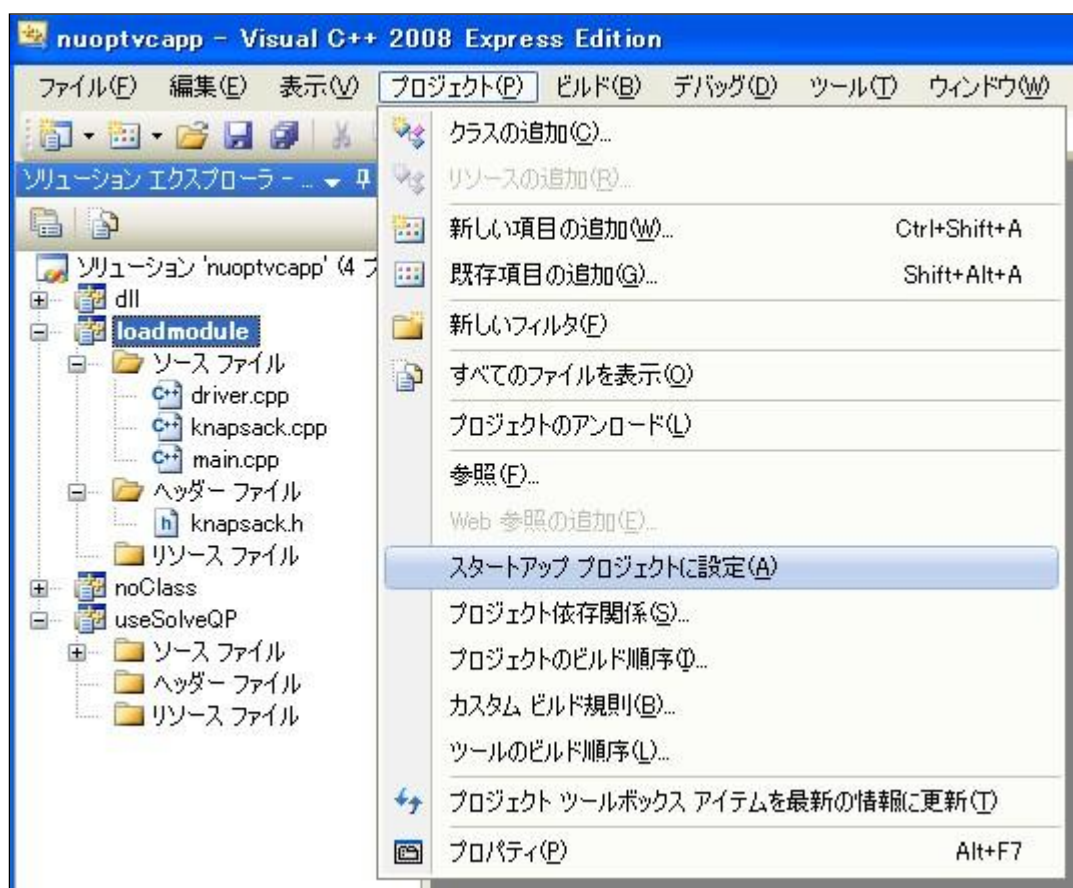 nuoptvcapp - Visual C++ 2008 Express Edition
ファイル(F) 編集(E) 表示(V) プロジェクト(P) ビルド(B) デバッグ(D) ツール(T) ウィンドウ(W)
ソリューション エクスプローラ - ...
ソリューション 'nuoptvcapp' (4 プ
dll
loadmodule
ソース ファイル
driver.cpp
knapsack.cpp
main.cpp
ヘッダー ファイル
knapsack.h
リソース ファイル
noClass
useSolveQP
ソース ファイル
ヘッダー ファイル
リソース ファイル
クラスの追加(C)...
リソースの追加(R)...
新しい項目の追加(W)... Ctrl+Shift+A
既存項目の追加(G)... Shift+Alt+A
新しいフィルタ(F)
すべてのファイルを表示(O)
プロジェクトのアンロード(L)
参照(F)...
Web 参照の追加(E)...
スタートアップ プロジェクトに設定(A)
プロジェクト依存関係(S)...
プロジェクトのビルド順序(I)...
カスタム ビルド規則(B)...
ツールのビルド順序(L)...
プロジェクト ツールボックス アイテムを最新の情報に更新(T)
プロパティ(P) Alt+F7